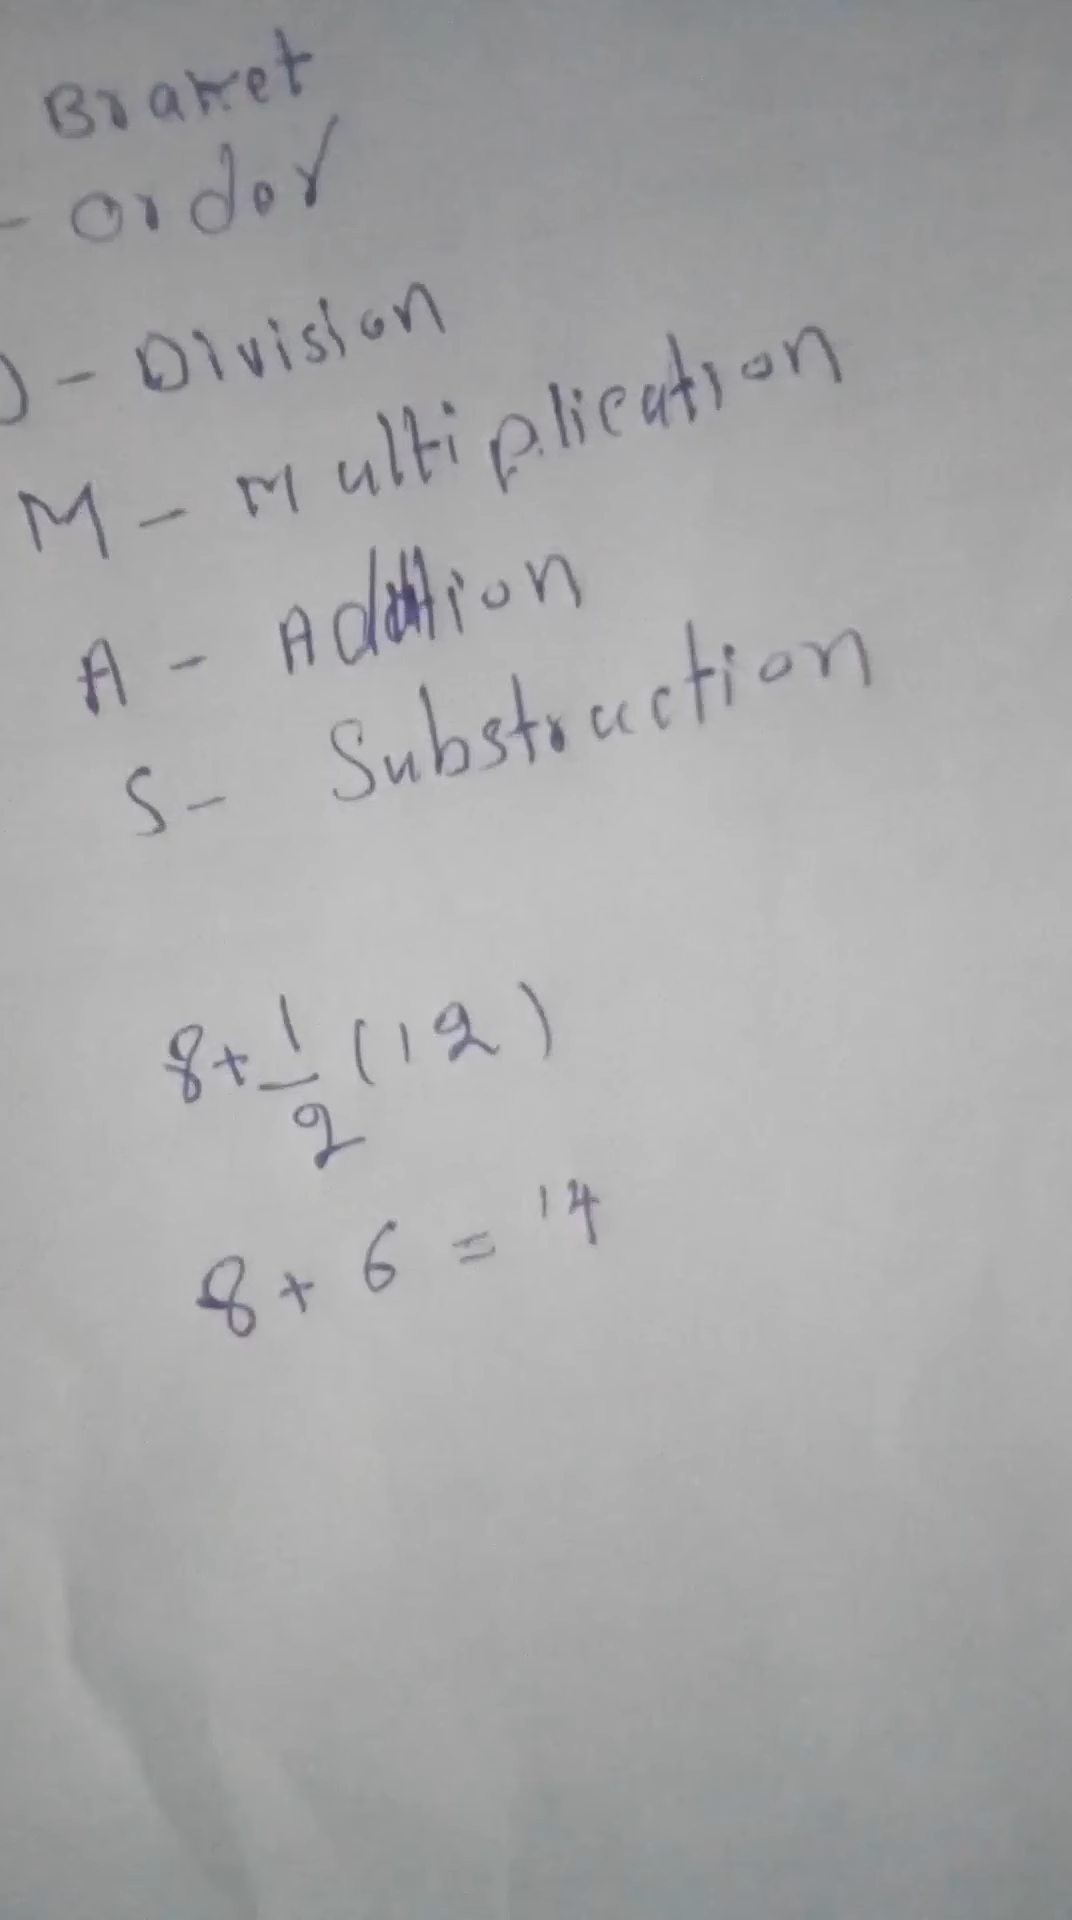 Braket
- order
D - Division
M - Multiplication
A - Addition
S - Substruction
8+ 1/2 (12)
8 + 6 = 14